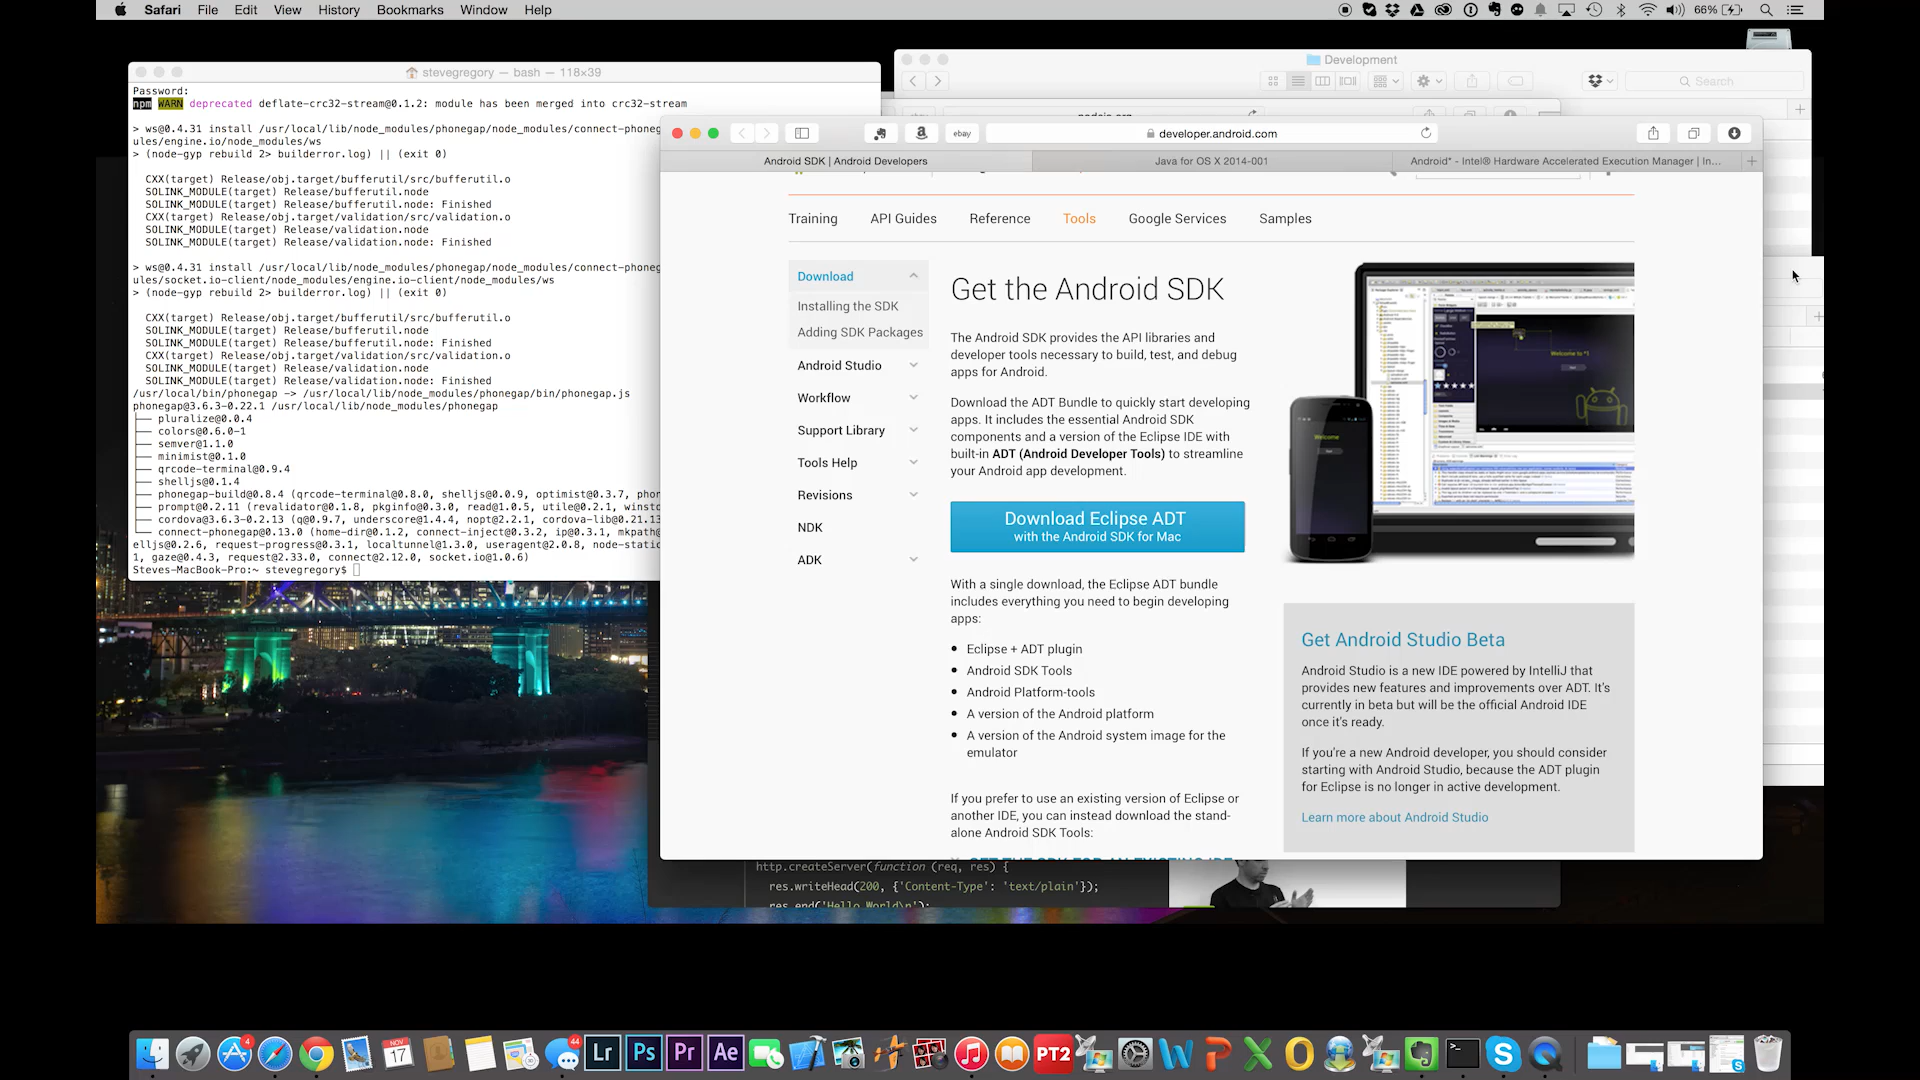 Safari File Edit View History Bookmarks Window Help
66%
stevegregory — bash — 118×39
Password:
npm WARN deprecated deflate-crc32-stream@0.1.2: module has been merged into crc32-stream
> ws@0.4.31 install /usr/local/lib/node_modules/phonegap/node_modules/connect-phoneg
ules/engine.io/node_modules/ws
> (node-gyp rebuild 2> builderror.log) || (exit 0)
CXX(target) Release/obj.target/bufferutil/src/bufferutil.o
SOLINK_MODULE(target) Release/bufferutil.node
SOLINK_MODULE(target) Release/bufferutil.node: Finished
CXX(target) Release/obj.target/validation/src/validation.o
SOLINK_MODULE(target) Release/validation.node
SOLINK_MODULE(target) Release/validation.node: Finished
> ws@0.4.31 install /usr/local/lib/node_modules/phonegap/node_modules/connect-phoneg
ules/socket.io-client/node_modules/engine.io-client/node_modules/ws
> (node-gyp rebuild 2> builderror.log) || (exit 0)
CXX(target) Release/obj.target/bufferutil/src/bufferutil.o
SOLINK_MODULE(target) Release/bufferutil.node
SOLINK_MODULE(target) Release/bufferutil.node: Finished
CXX(target) Release/obj.target/validation/src/validation.o
SOLINK_MODULE(target) Release/validation.node
SOLINK_MODULE(target) Release/validation.node: Finished
/usr/local/bin/phonegap -> /usr/local/lib/node_modules/phonegap/bin/phonegap.js
phonegap@3.6.3-0.22.1 /usr/local/lib/node_modules/phonegap
├── pluralize@0.0.4
├── colors@0.6.0-1
├── semver@1.1.0
├── minimist@0.1.0
├── qrcode-terminal@0.9.4
├── shelljs@0.1.4
├── phonegap-build@0.8.4 (qrcode-terminal@0.8.0, shelljs@0.0.9, optimist@0.3.7, phon
├── prompt@0.2.11 (revalidator@0.1.8, pkginfo@0.3.0, read@1.0.5, utile@0.2.1, winsto
├── cordova@3.6.3-0.2.13 (q@0.9.7, underscore@1.4.4, nopt@2.2.1, cordova-lib@0.21.13
└── connect-phonegap@0.13.0 (home-dir@0.1.2, connect-inject@0.3.2, ip@0.3.1, mkpath@
elljs@0.2.6, request-progress@0.3.1, localtunnel@1.3.0, useragent@2.0.8, node-static
1, gaze@0.4.3, request@2.33.0, connect@2.12.0, socket.io@1.0.6)
Steves-MacBook-Pro:~ stevegregory$
Development
Search
ebay
developer.android.com
Android SDK | Android Developers
Java for OS X 2014-001
Android* - Intel® Hardware Accelerated Execution Manager | In...
Training API Guides Reference Tools Google Services Samples
Download
Installing the SDK
Adding SDK Packages
Android Studio
Workflow
Support Library
Tools Help
Revisions
NDK
ADK
Get the Android SDK
The Android SDK provides the API libraries and
developer tools necessary to build, test, and debug
apps for Android.
Download the ADT Bundle to quickly start developing
apps. It includes the essential Android SDK
components and a version of the Eclipse IDE with
built-in ADT (Android Developer Tools) to streamline
your Android app development.
Download Eclipse ADT
with the Android SDK for Mac
With a single download, the Eclipse ADT bundle
includes everything you need to begin developing
apps:
• Eclipse + ADT plugin
• Android SDK Tools
• Android Platform-tools
• A version of the Android platform
• A version of the Android system image for the
emulator
If you prefer to use an existing version of Eclipse or
another IDE, you can instead download the stand-
alone Android SDK Tools:
GET THE SDK FOR AN EXISTING IDE
Get Android Studio Beta
Android Studio is a new IDE powered by IntelliJ that
provides new features and improvements over ADT. It's
currently in beta but will be the official Android IDE
once it's ready.
If you're a new Android developer, you should consider
starting with Android Studio, because the ADT plugin
for Eclipse is no longer in active development.
Learn more about Android Studio
http.createServer(function (req, res) {
res.writeHead(200, {'Content-Type': 'text/plain'});
res.end('Hello World\n');
4
NOV
17
44
Lr Ps Pr Ae PT2